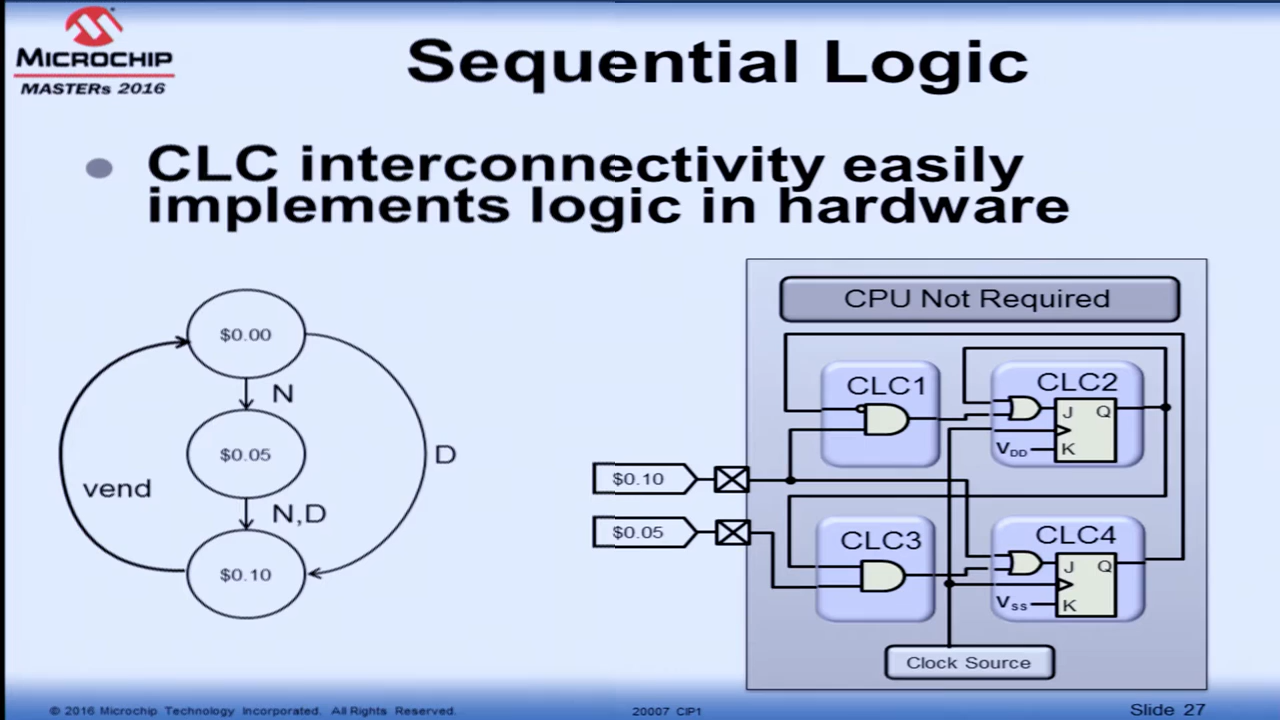 MICROCHIP
MASTERs 2016
Sequential Logic
CLC interconnectivity easily
implements logic in hardware
$0.00
N
$0.05
D
vend
N,D
$0.10
CPU Not Required
CLC1
CLC2
J
Q
VDD
K
$0.10
$0.05
CLC3
CLC4
J
Q
VSS
K
Clock Source
© 2016 Microchip Technology Incorporated. All Rights Reserved.
20007 CIP1
Slide 27